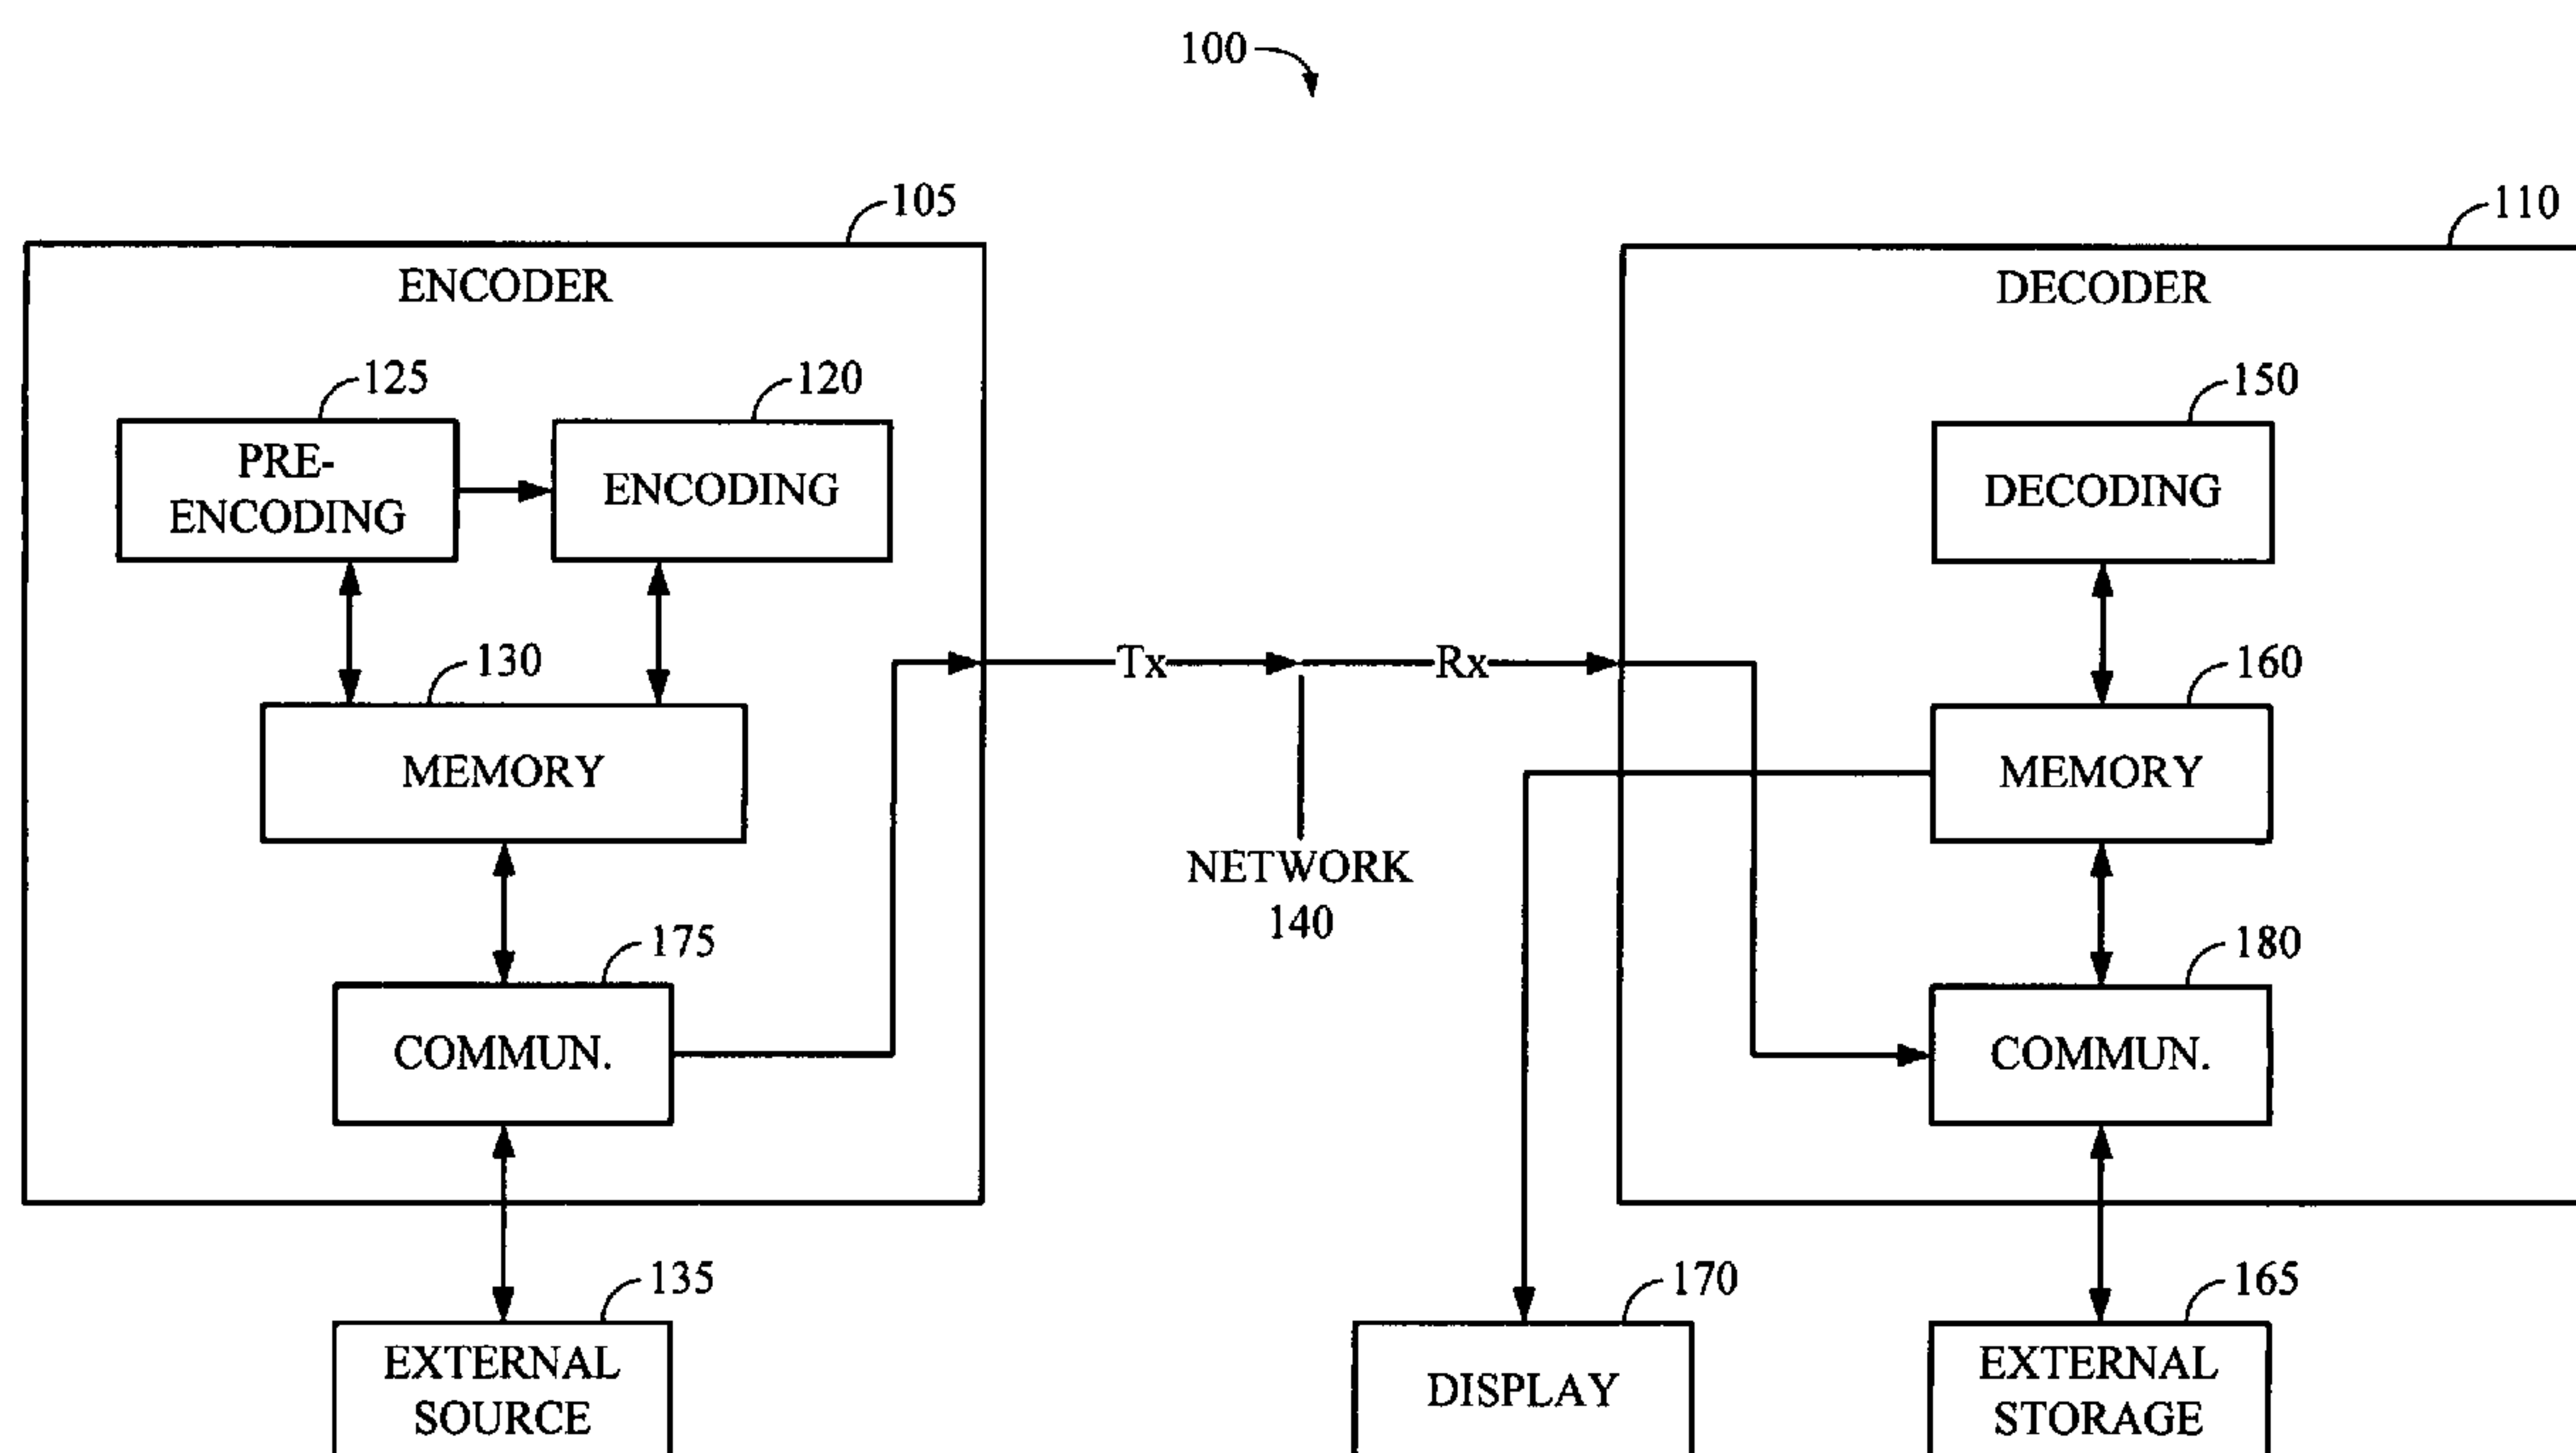 100
105
110
ENCODER
DECODER
125
120
150
PRE-
ENCODING
ENCODING
DECODING
130
Tx
Rx
160
MEMORY
MEMORY
NETWORK
140
175
180
COMMUN.
COMMUN.
135
170
165
EXTERNAL
SOURCE
DISPLAY
EXTERNAL
STORAGE